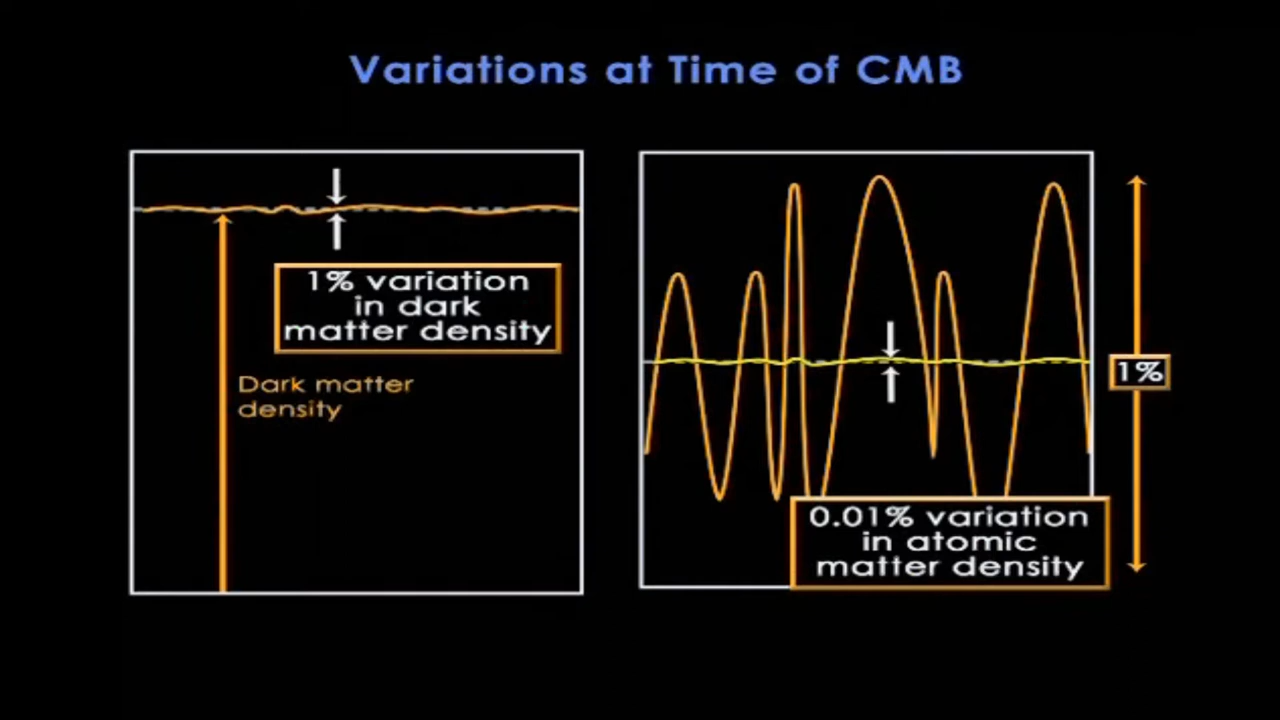 Variations at Time of CMB
1% variation
in dark
matter density
Dark matter
density
1%
0.01% variation
in atomic
matter density